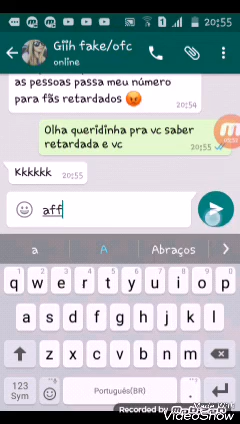 20:55
Giih fake/ofc
online
as pessoas passa meu número
para fãs retardados 😡
20:54
Olha queridinha pra vc saber
retardada e vc
20:55
Kkkkkk
20:55
aff
a A Abraços
q w e r t y u i o p
a s d f g h j k l
z x c v b n m
123
Sym
Português(BR)
.
Recorded by
VideoShow